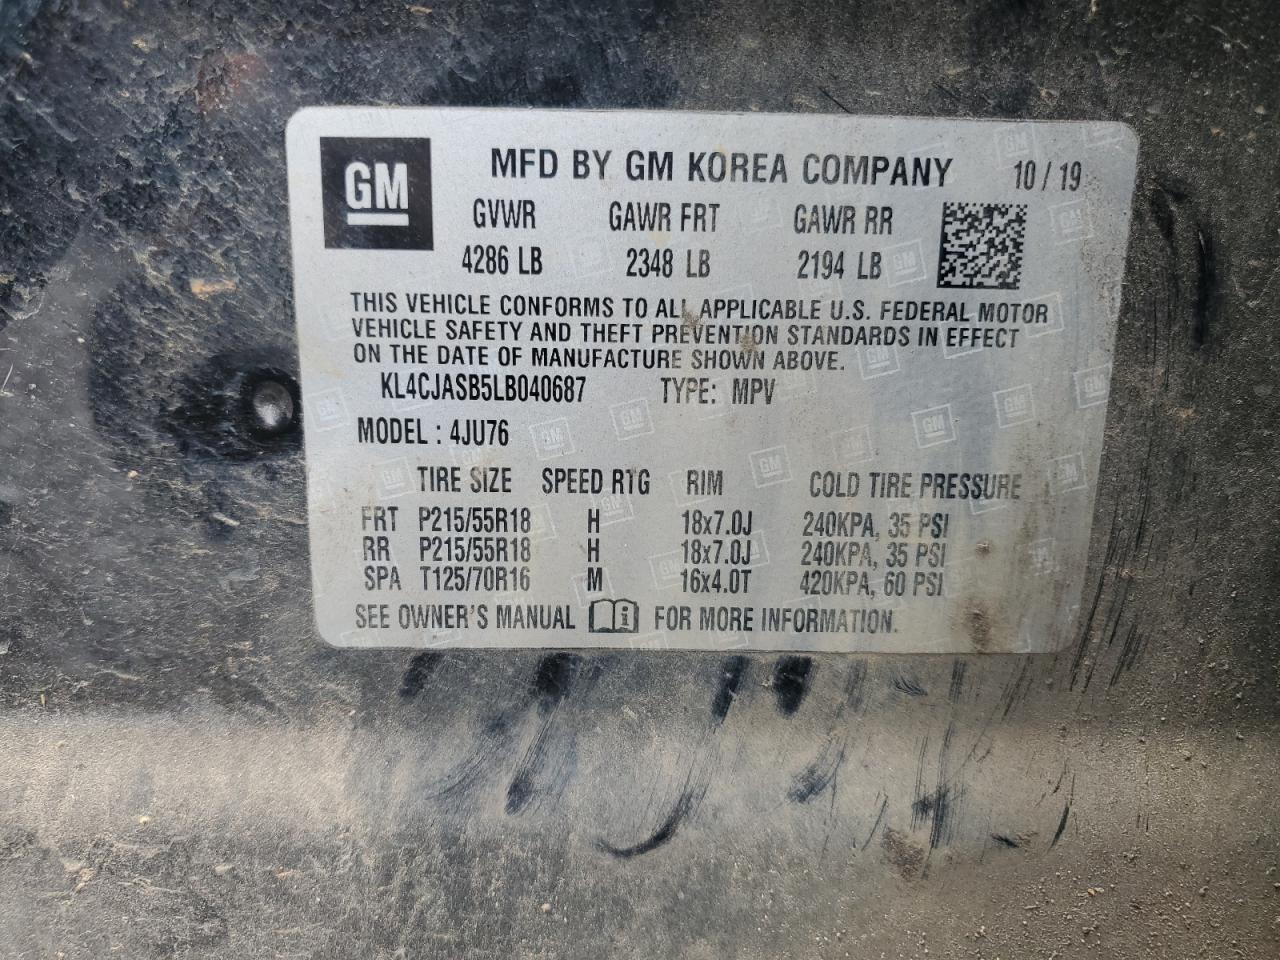 GM
MFD BY GM KOREA COMPANY 10/19
GVWR GAWR FRT GAWR RR
4286 LB 2348 LB 2194 LB
THIS VEHICLE CONFORMS TO ALL APPLICABLE U.S. FEDERAL MOTOR
VEHICLE SAFETY AND THEFT PREVENTION STANDARDS IN EFFECT
ON THE DATE OF MANUFACTURE SHOWN ABOVE.
KL4CJASB5LB040687 TYPE: MPV
MODEL : 4JU76
TIRE SIZE SPEED RTG RIM COLD TIRE PRESSURE
FRT P215/55R18 H 18x7.0J 240KPA, 35 PSI
RR P215/55R18 H 18x7.0J 240KPA, 35 PSI
SPA T125/70R16 M 16x4.0T 420KPA, 60 PSI
SEE OWNER'S MANUAL i FOR MORE INFORMATION.